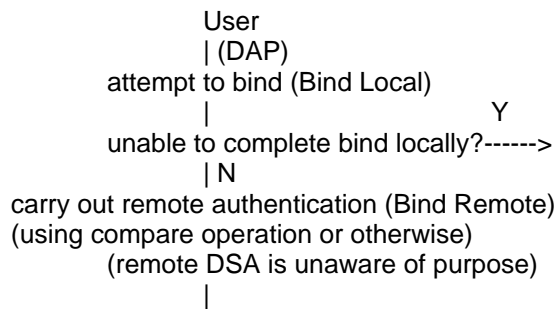 User
| (DAP)
attempt to bind (Bind Local)
| Y
unable to complete bind locally?------>
| N
carry out remote authentication (Bind Remote)
(using compare operation or otherwise)
(remote DSA is unaware of purpose)
|